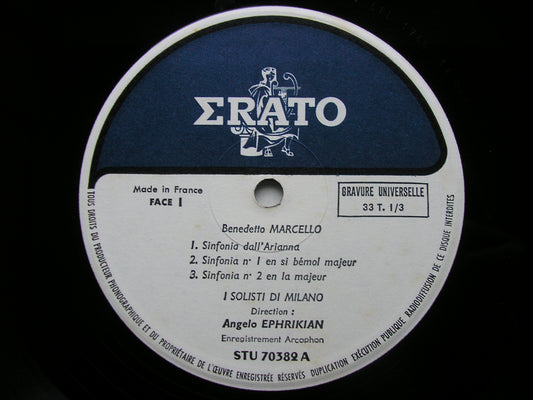 ΣRATO
Made in France
FACE 1
GRAVURE UNIVERSELLE
33 T. 1/3
Benedetto MARCELLO
1. Sinfonia dall'Arianna
2. Sinfonia n° 1 en si bémol majeur
3. Sinfonia n° 2 en la majeur
I SOLISTI DI MILANO
Direction :
Angelo EPHRIKIAN
Enregistrement Arcophon
STU 70382 A
TOUS DROITS DU PRODUCTEUR PHONOGRAPHIQUE ET DU PROPRIÉTAIRE DE L'ŒUVRE ENREGISTRÉE RÉSERVÉS DUPLICATION EXÉCUTION PUBLIQUE RADIODIFFUSION DE CE DISQUE INTERDITES